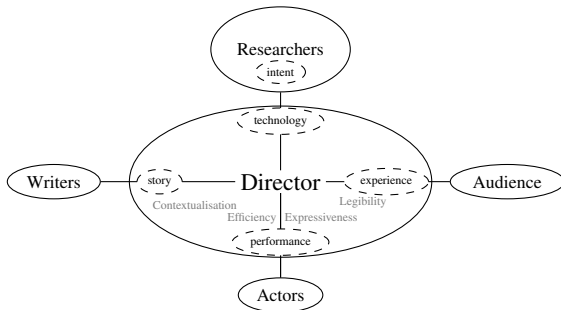 Researchers
intent
technology
Writers
story
Director
experience
Audience
Contextualisation
Legibility
Efficiency
Expressiveness
performance
Actors